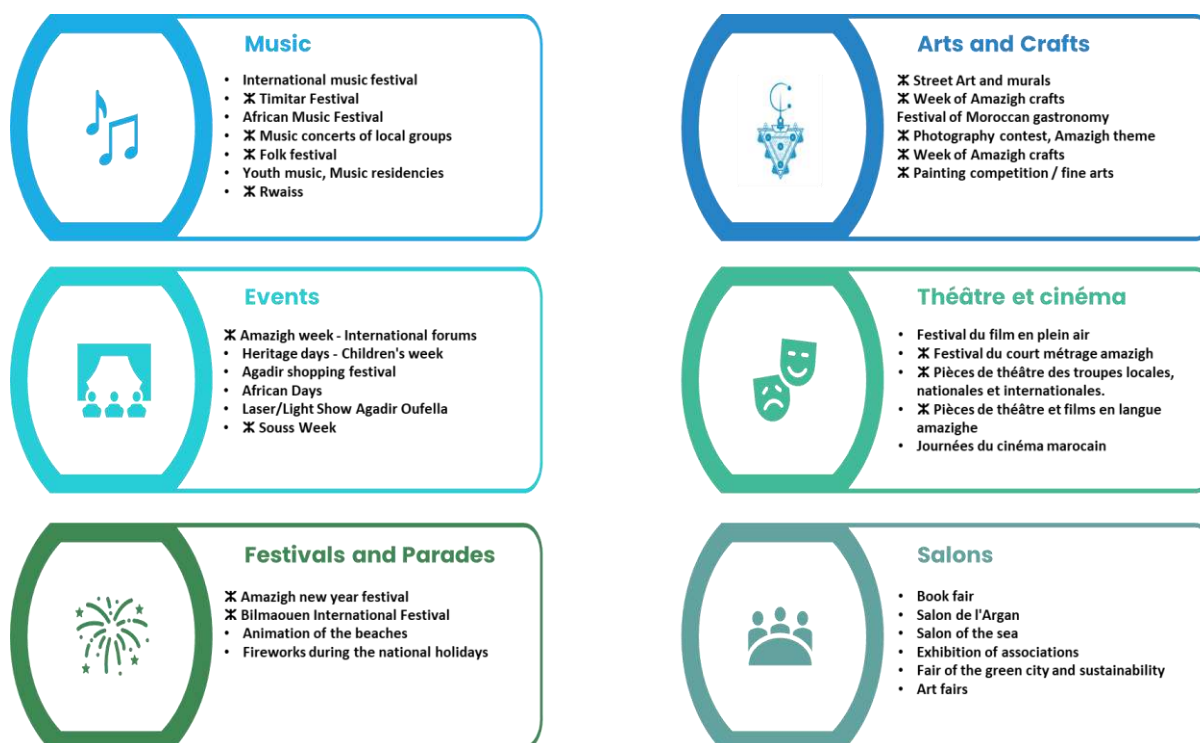 Music
• International music festival
• ⵣ Timitar Festival
• African Music Festival
• ⵣ Music concerts of local groups
• ⵣ Folk festival
• Youth music, Music residencies
• ⵣ Rwaiss
Arts and Crafts
ⵣ Street Art and murals
ⵣ Week of Amazigh crafts
Festival of Moroccan gastronomy
ⵣ Photography contest, Amazigh theme
ⵣ Week of Amazigh crafts
ⵣ Painting competition / fine arts
Events
ⵣ Amazigh week - International forums
• Heritage days - Children's week
• Agadir shopping festival
• African Days
• Laser/Light Show Agadir Oufella
• ⵣ Souss Week
Théâtre et cinéma
• Festival du film en plein air
• ⵣ Festival du court métrage amazigh
• ⵣ Pièces de théâtre des troupes locales,
nationales et internationales.
• ⵣ Pièces de théâtre et films en langue
amazighe
• Journées du cinéma marocain
Festivals and Parades
ⵣ Amazigh new year festival
ⵣ Bilmaouen International Festival
• Animation of the beaches
• Fireworks during the national holidays
Salons
• Book fair
• Salon de l'Argan
• Salon of the sea
• Exhibition of associations
• Fair of the green city and sustainability
• Art fairs